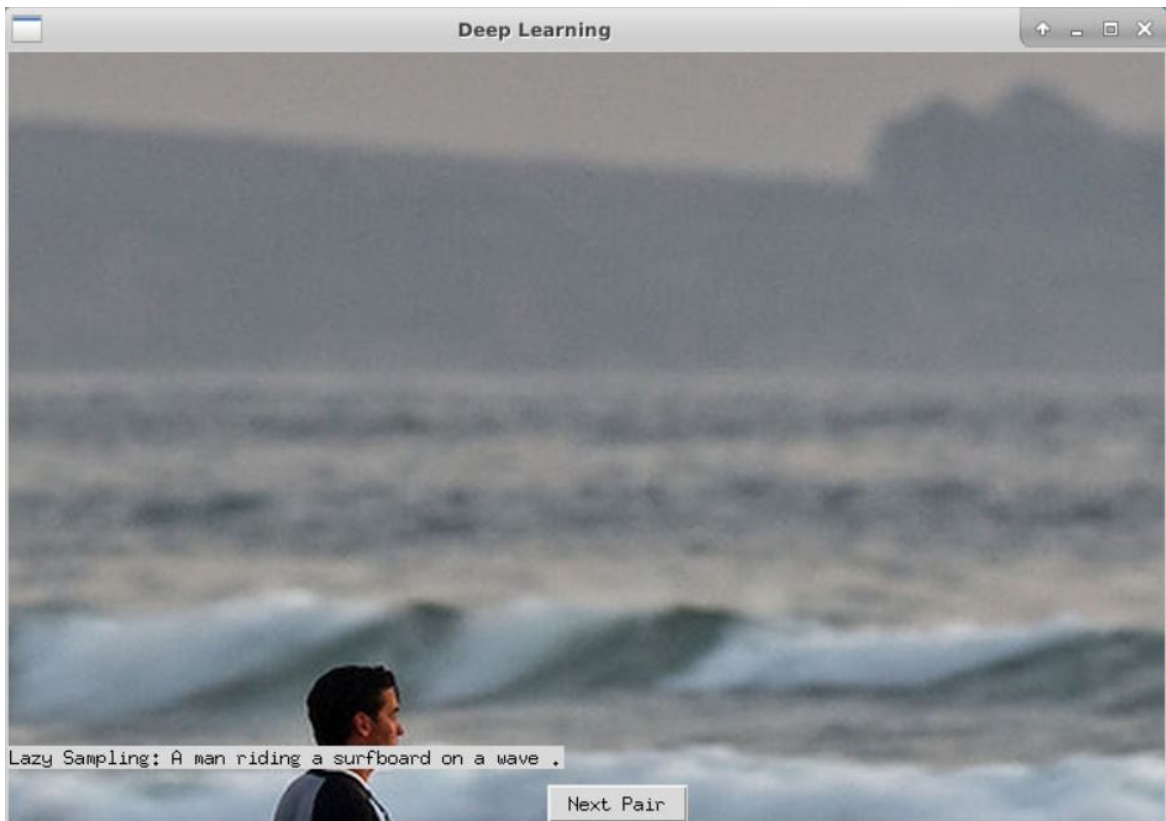 Deep Learning
Lazy Sampling: A man riding a surfboard on a wave .
Next Pair